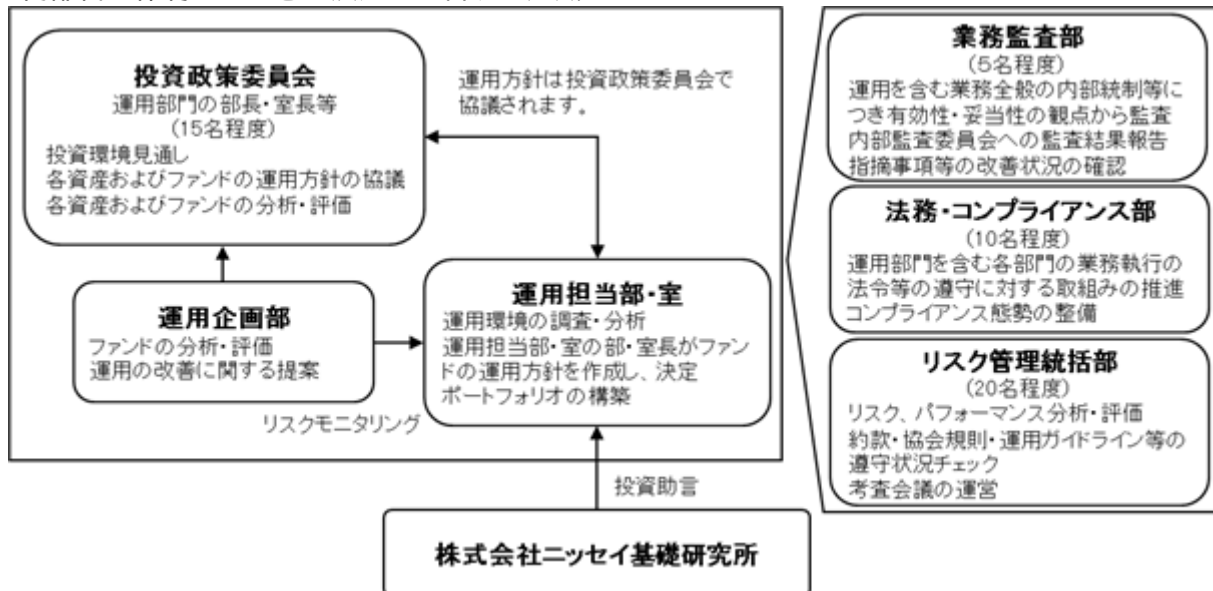 投資政策委員会
運用部門の部長・室長等
(15名程度)
投資環境見通し
各資産およびファンドの運用方針の協議
各資産およびファンドの分析・評価
運用方針は投資政策委員会で
協議されます。
運用企画部
ファンドの分析・評価
運用の改善に関する提案
リスクモニタリング
運用担当部・室
運用環境の調査・分析
運用担当部・室の部・室長がファン
ドの運用方針を作成し、決定
ポートフォリオの構築
投資助言
株式会社ニッセイ基礎研究所
業務監査部
(5名程度)
運用を含む業務全般の内部統制等に
つき有効性・妥当性の観点から監査
内部監査委員会への監査結果報告
指摘事項等の改善状況の確認
法務・コンプライアンス部
(10名程度)
運用部門を含む各部門の業務執行の
法令等の遵守に対する取組みの推進
コンプライアンス態勢の整備
リスク管理統括部
(20名程度)
リスク、パフォーマンス分析・評価
約款・協会規則・運用ガイドライン等の
遵守状況チェック
考査会議の運営